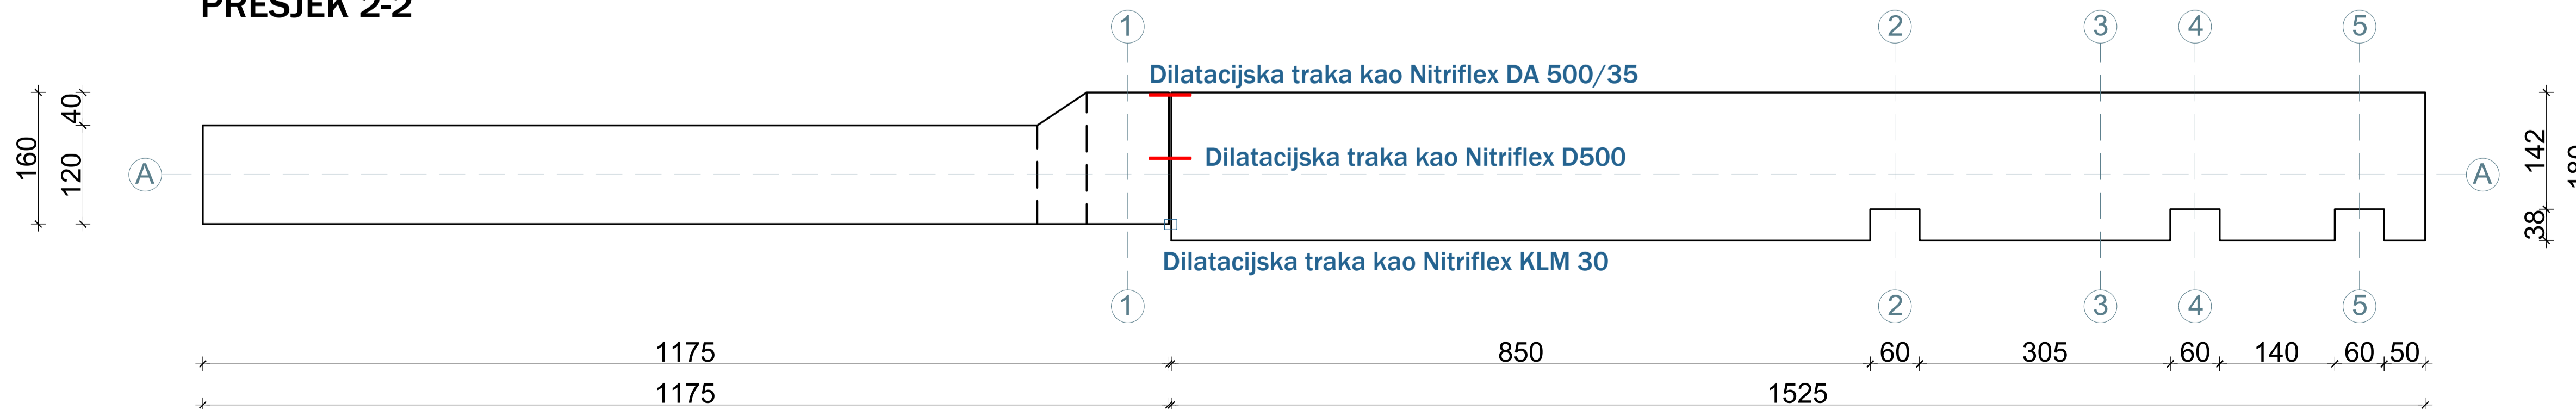 PRESJEK 2-2
1 2 3 4 5
Dilatacijska traka kao Nitriflex DA 500/35
40
160
120
142
180
Dilatacijska traka kao Nitriflex D500
A A
38
Dilatacijska traka kao Nitriflex KLM 30
1 2 3 4 5
1175 850 60 305 60 140 60 50
1175 1525